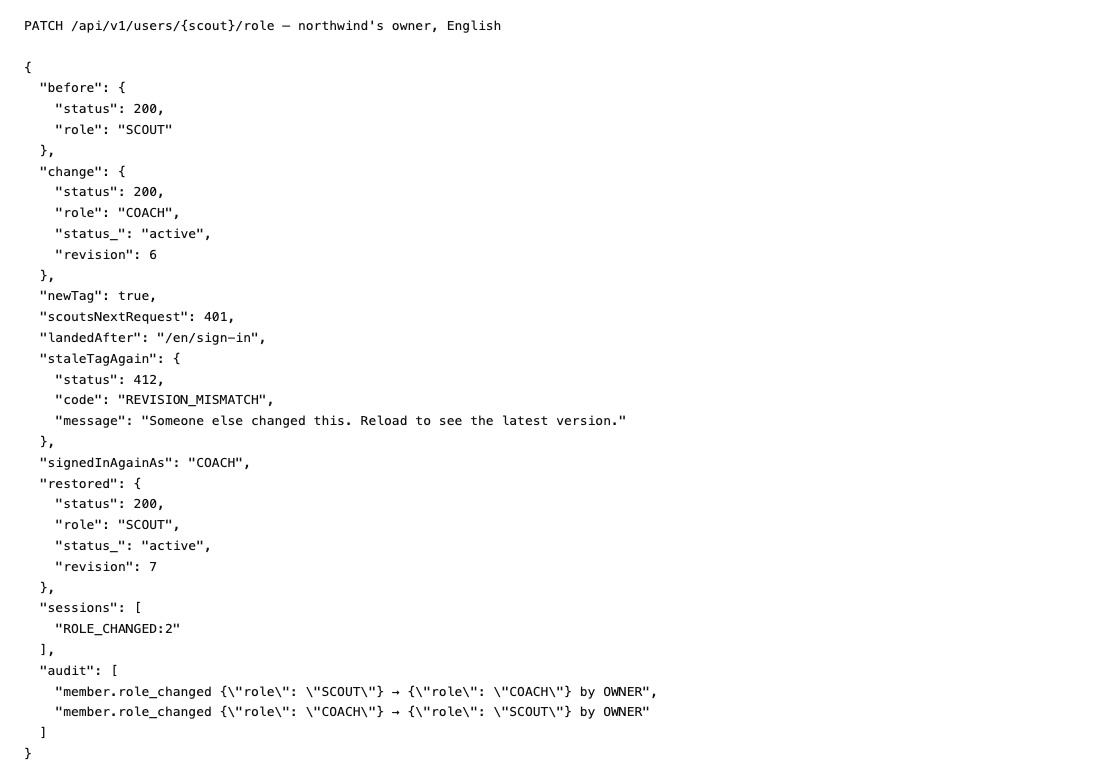 PATCH /api/v1/users/{scout}/role — northwind's owner, English
{
  "before": {
    "status": 200,
    "role": "SCOUT"
  },
  "change": {
    "status": 200,
    "role": "COACH",
    "status_": "active",
    "revision": 6
  },
  "newTag": true,
  "scoutsNextRequest": 401,
  "landedAfter": "/en/sign-in",
  "staleTagAgain": {
    "status": 412,
    "code": "REVISION_MISMATCH",
    "message": "Someone else changed this. Reload to see the latest version."
  },
  "signedInAgainAs": "COACH",
  "restored": {
    "status": 200,
    "role": "SCOUT",
    "status_": "active",
    "revision": 7
  },
  "sessions": [
    "ROLE_CHANGED:2"
  ],
  "audit": [
    "member.role_changed {\"role\": \"SCOUT\"} → {\"role\": \"COACH\"} by OWNER",
    "member.role_changed {\"role\": \"COACH\"} → {\"role\": \"SCOUT\"} by OWNER"
  ]
}